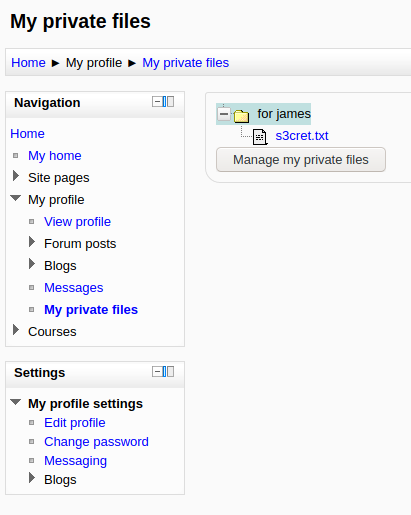 My private files
Home ► My profile ► My private files
Navigation
Home
My home
Site pages
My profile
View profile
Forum posts
Blogs
Messages
My private files
Courses
Settings
My profile settings
Edit profile
Change password
Messaging
Blogs
for james
s3cret.txt
Manage my private files